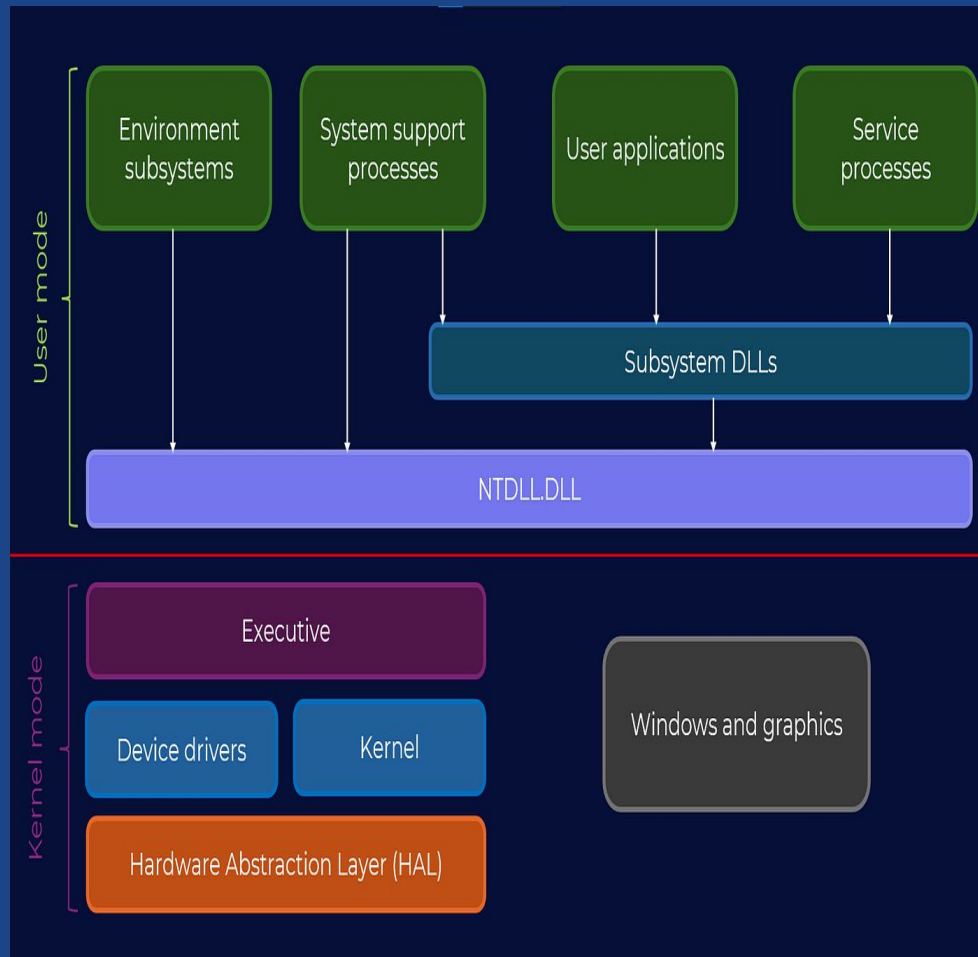 Environment
subsystems
System support
processes
User applications
Service
processes
User mode
Subsystem DLLs
NTDLL.DLL
Executive
Device drivers
Kernel
Windows and graphics
Kernel mode
Hardware Abstraction Layer (HAL)